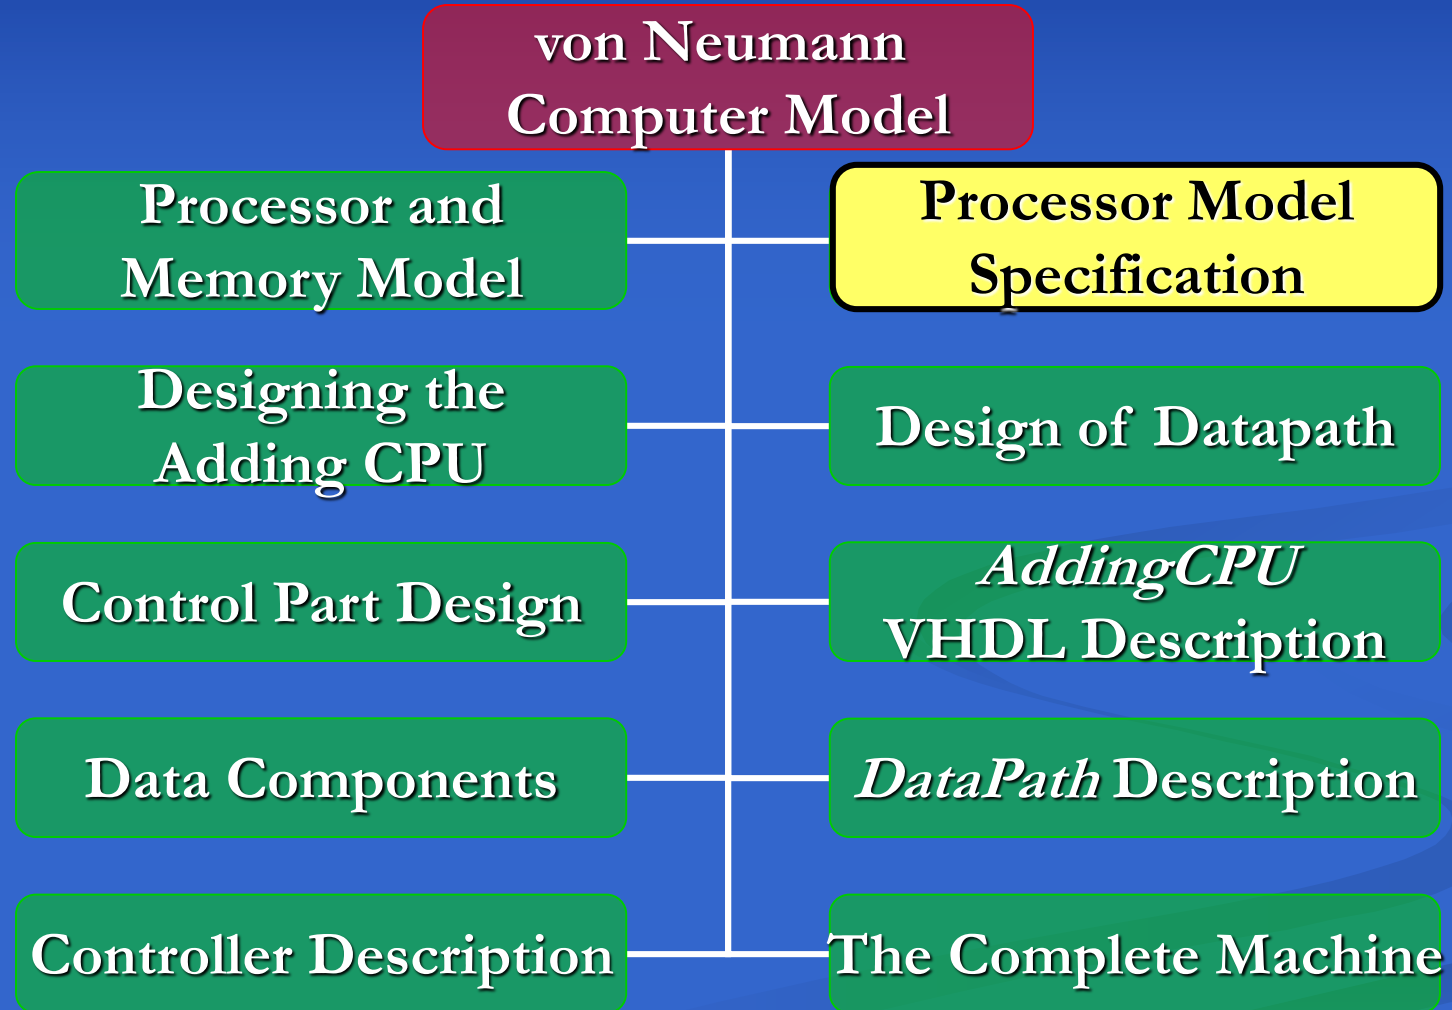 von Neumann
Computer Model
Processor and
Memory Model
Processor Model
Specification
Designing the
Adding CPU
Design of Datapath
Control Part Design
AddingCPU
VHDL Description
Data Components
DataPath Description
Controller Description
The Complete Machine